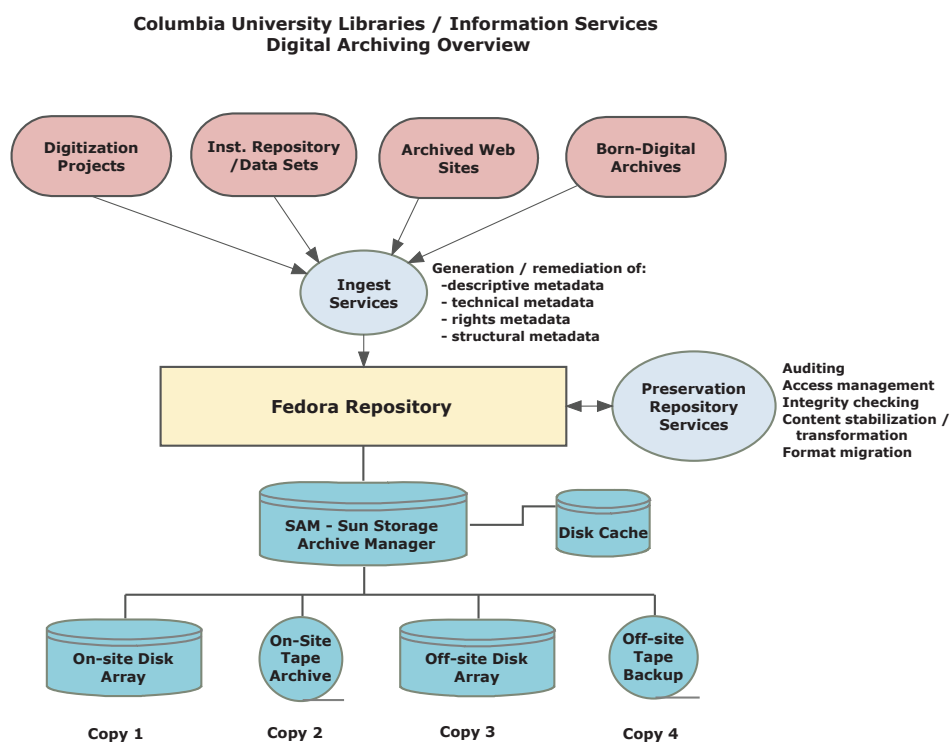 Columbia University Libraries / Information Services
Digital Archiving Overview
Digitization
Projects
Inst. Repository
/Data Sets
Archived Web
Sites
Born-Digital
Archives
Ingest
Services
Generation / remediation of:
-descriptive metadata
- technical metadata
- rights metadata
- structural metadata
Fedora Repository
Preservation
Repository
Services
Auditing
Access management
Integrity checking
Content stabilization /
transformation
Format migration
SAM - Sun Storage
Archive Manager
Disk Cache
On-site Disk
Array
On-Site
Tape
Archive
Off-site Disk
Array
Off-site
Tape
Backup
Copy 1
Copy 2
Copy 3
Copy 4